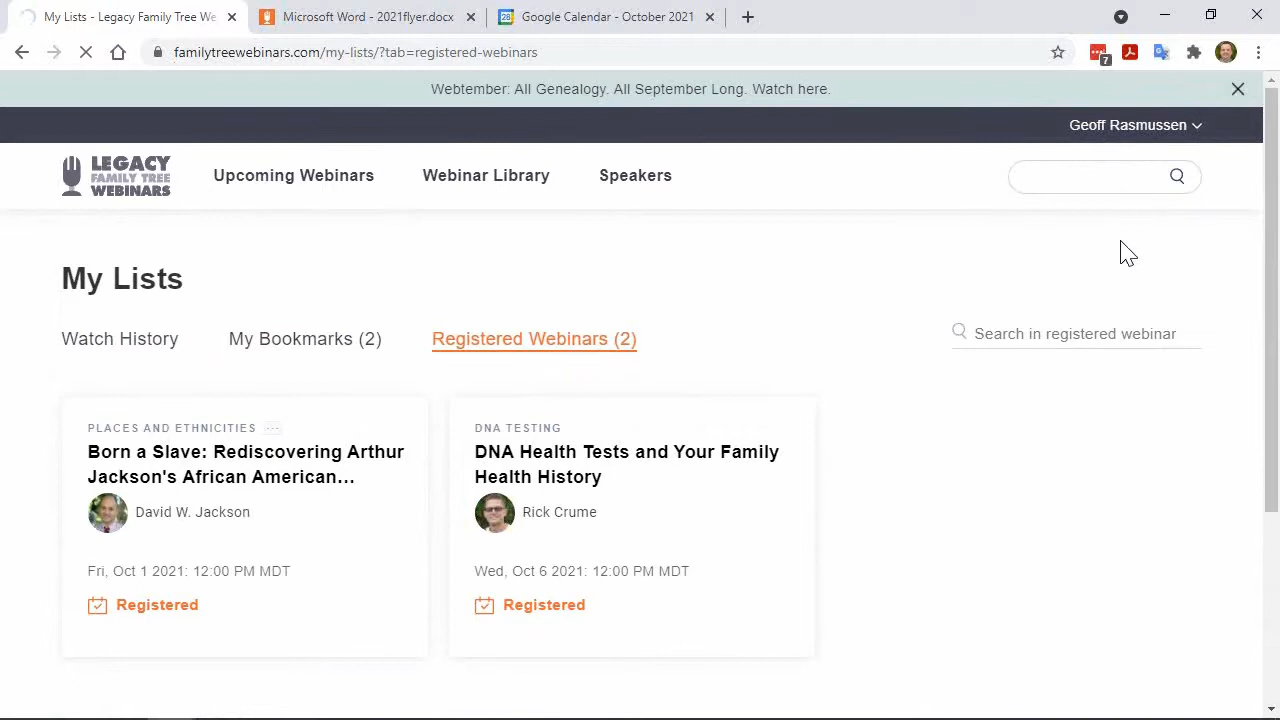 My Lists - Legacy Family Tree We
Microsoft Word - 2021flyer.docx
28
Google Calendar - October 2021
familytreewebinars.com/my-lists/?tab=registered-webinars
7
Webtember: All Genealogy. All September Long. Watch here.
Geoff Rasmussen
LEGACY
FAMILY TREE
WEBINARS
Upcoming Webinars
Webinar Library
Speakers
My Lists
Watch History
My Bookmarks (2)
Registered Webinars (2)
Search in registered webinar
PLACES AND ETHNICITIES ...
Born a Slave: Rediscovering Arthur
Jackson's African American...
David W. Jackson
Fri, Oct 1 2021: 12:00 PM MDT
Registered
DNA TESTING
DNA Health Tests and Your Family
Health History
Rick Crume
Wed, Oct 6 2021: 12:00 PM MDT
Registered